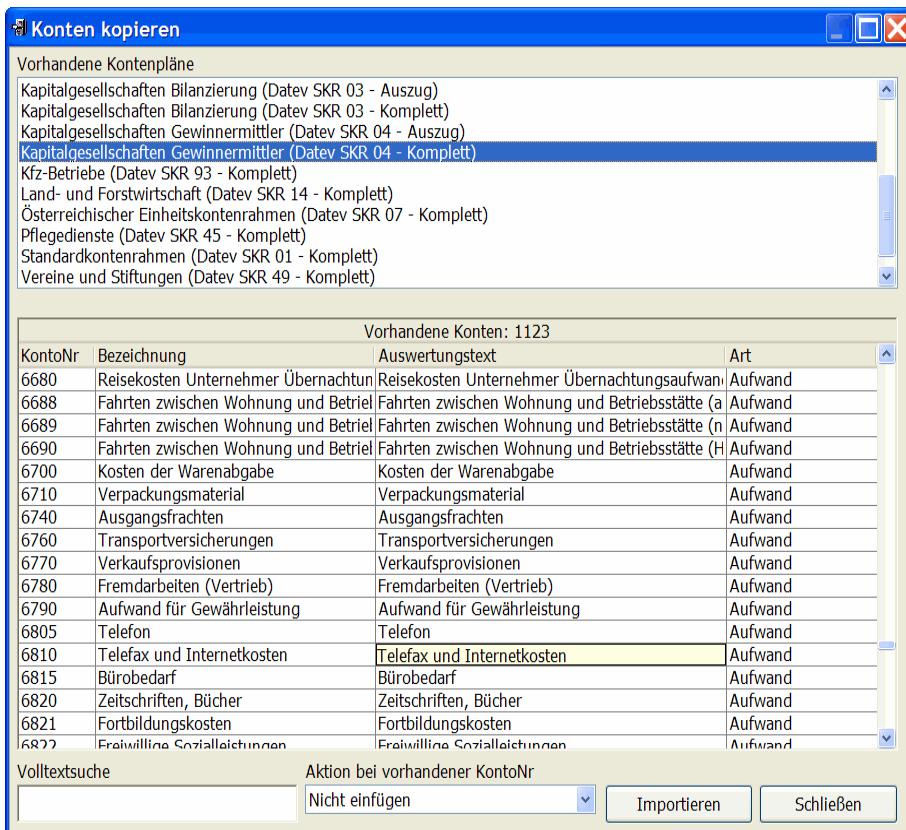 Konten kopieren
Vorhandene Kontenpläne
Kapitalgesellschaften Bilanzierung (Datev SKR 03 - Auszug)
Kapitalgesellschaften Bilanzierung (Datev SKR 03 - Komplett)
Kapitalgesellschaften Gewinnermittler (Datev SKR 04 - Auszug)
Kapitalgesellschaften Gewinnermittler (Datev SKR 04 - Komplett)
Kfz-Betriebe (Datev SKR 93 - Komplett)
Land- und Forstwirtschaft (Datev SKR 14 - Komplett)
Österreichischer Einheitskontenrahmen (Datev SKR 07 - Komplett)
Pflegedienste (Datev SKR 45 - Komplett)
Standardkontenrahmen (Datev SKR 01 - Komplett)
Vereine und Stiftungen (Datev SKR 49 - Komplett)
Vorhandene Konten: 1123
KontoNr Bezeichnung Auswertungstext Art
6680 Reisekosten Unternehmer Übernachtun Reisekosten Unternehmer Übernachtungsaufwan Aufwand
6688 Fahrten zwischen Wohnung und Betrieb Fahrten zwischen Wohnung und Betriebsstätte (a Aufwand
6689 Fahrten zwischen Wohnung und Betrieb Fahrten zwischen Wohnung und Betriebsstätte (n Aufwand
6690 Fahrten zwischen Wohnung und Betrieb Fahrten zwischen Wohnung und Betriebsstätte (H Aufwand
6700 Kosten der Warenabgabe Kosten der Warenabgabe Aufwand
6710 Verpackungsmaterial Verpackungsmaterial Aufwand
6740 Ausgangsfrachten Ausgangsfrachten Aufwand
6760 Transportversicherungen Transportversicherungen Aufwand
6770 Verkaufsprovisionen Verkaufsprovisionen Aufwand
6780 Fremdarbeiten (Vertrieb) Fremdarbeiten (Vertrieb) Aufwand
6790 Aufwand für Gewährleistung Aufwand für Gewährleistung Aufwand
6805 Telefon Telefon Aufwand
6810 Telefax und Internetkosten Telefax und Internetkosten Aufwand
6815 Bürobedarf Bürobedarf Aufwand
6820 Zeitschriften, Bücher Zeitschriften, Bücher Aufwand
6821 Fortbildungskosten Fortbildungskosten Aufwand
6822 Freiwillige Sozialleistungen Freiwillige Sozialleistungen Aufwand
Volltextsuche Aktion bei vorhandener KontoNr
Nicht einfügen Importieren Schließen